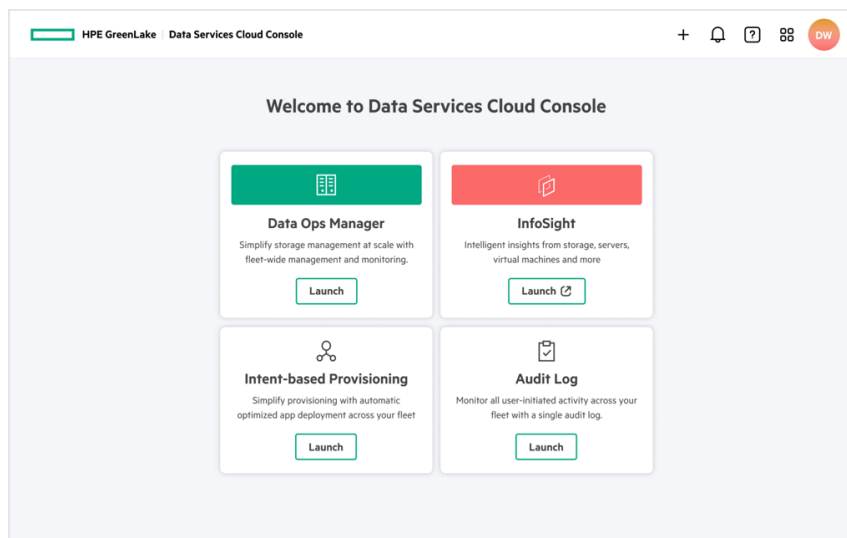 HPE GreenLake | Data Services Cloud Console
DW
Welcome to Data Services Cloud Console
Data Ops Manager
Simplify storage management at scale with
fleet-wide management and monitoring.
Launch
InfoSight
Intelligent insights from storage, servers,
virtual machines and more
Launch
Intent-based Provisioning
Simplify provisioning with automatic
optimized app deployment across your fleet
Launch
Audit Log
Monitor all user-initiated activity across your
fleet with a single audit log.
Launch